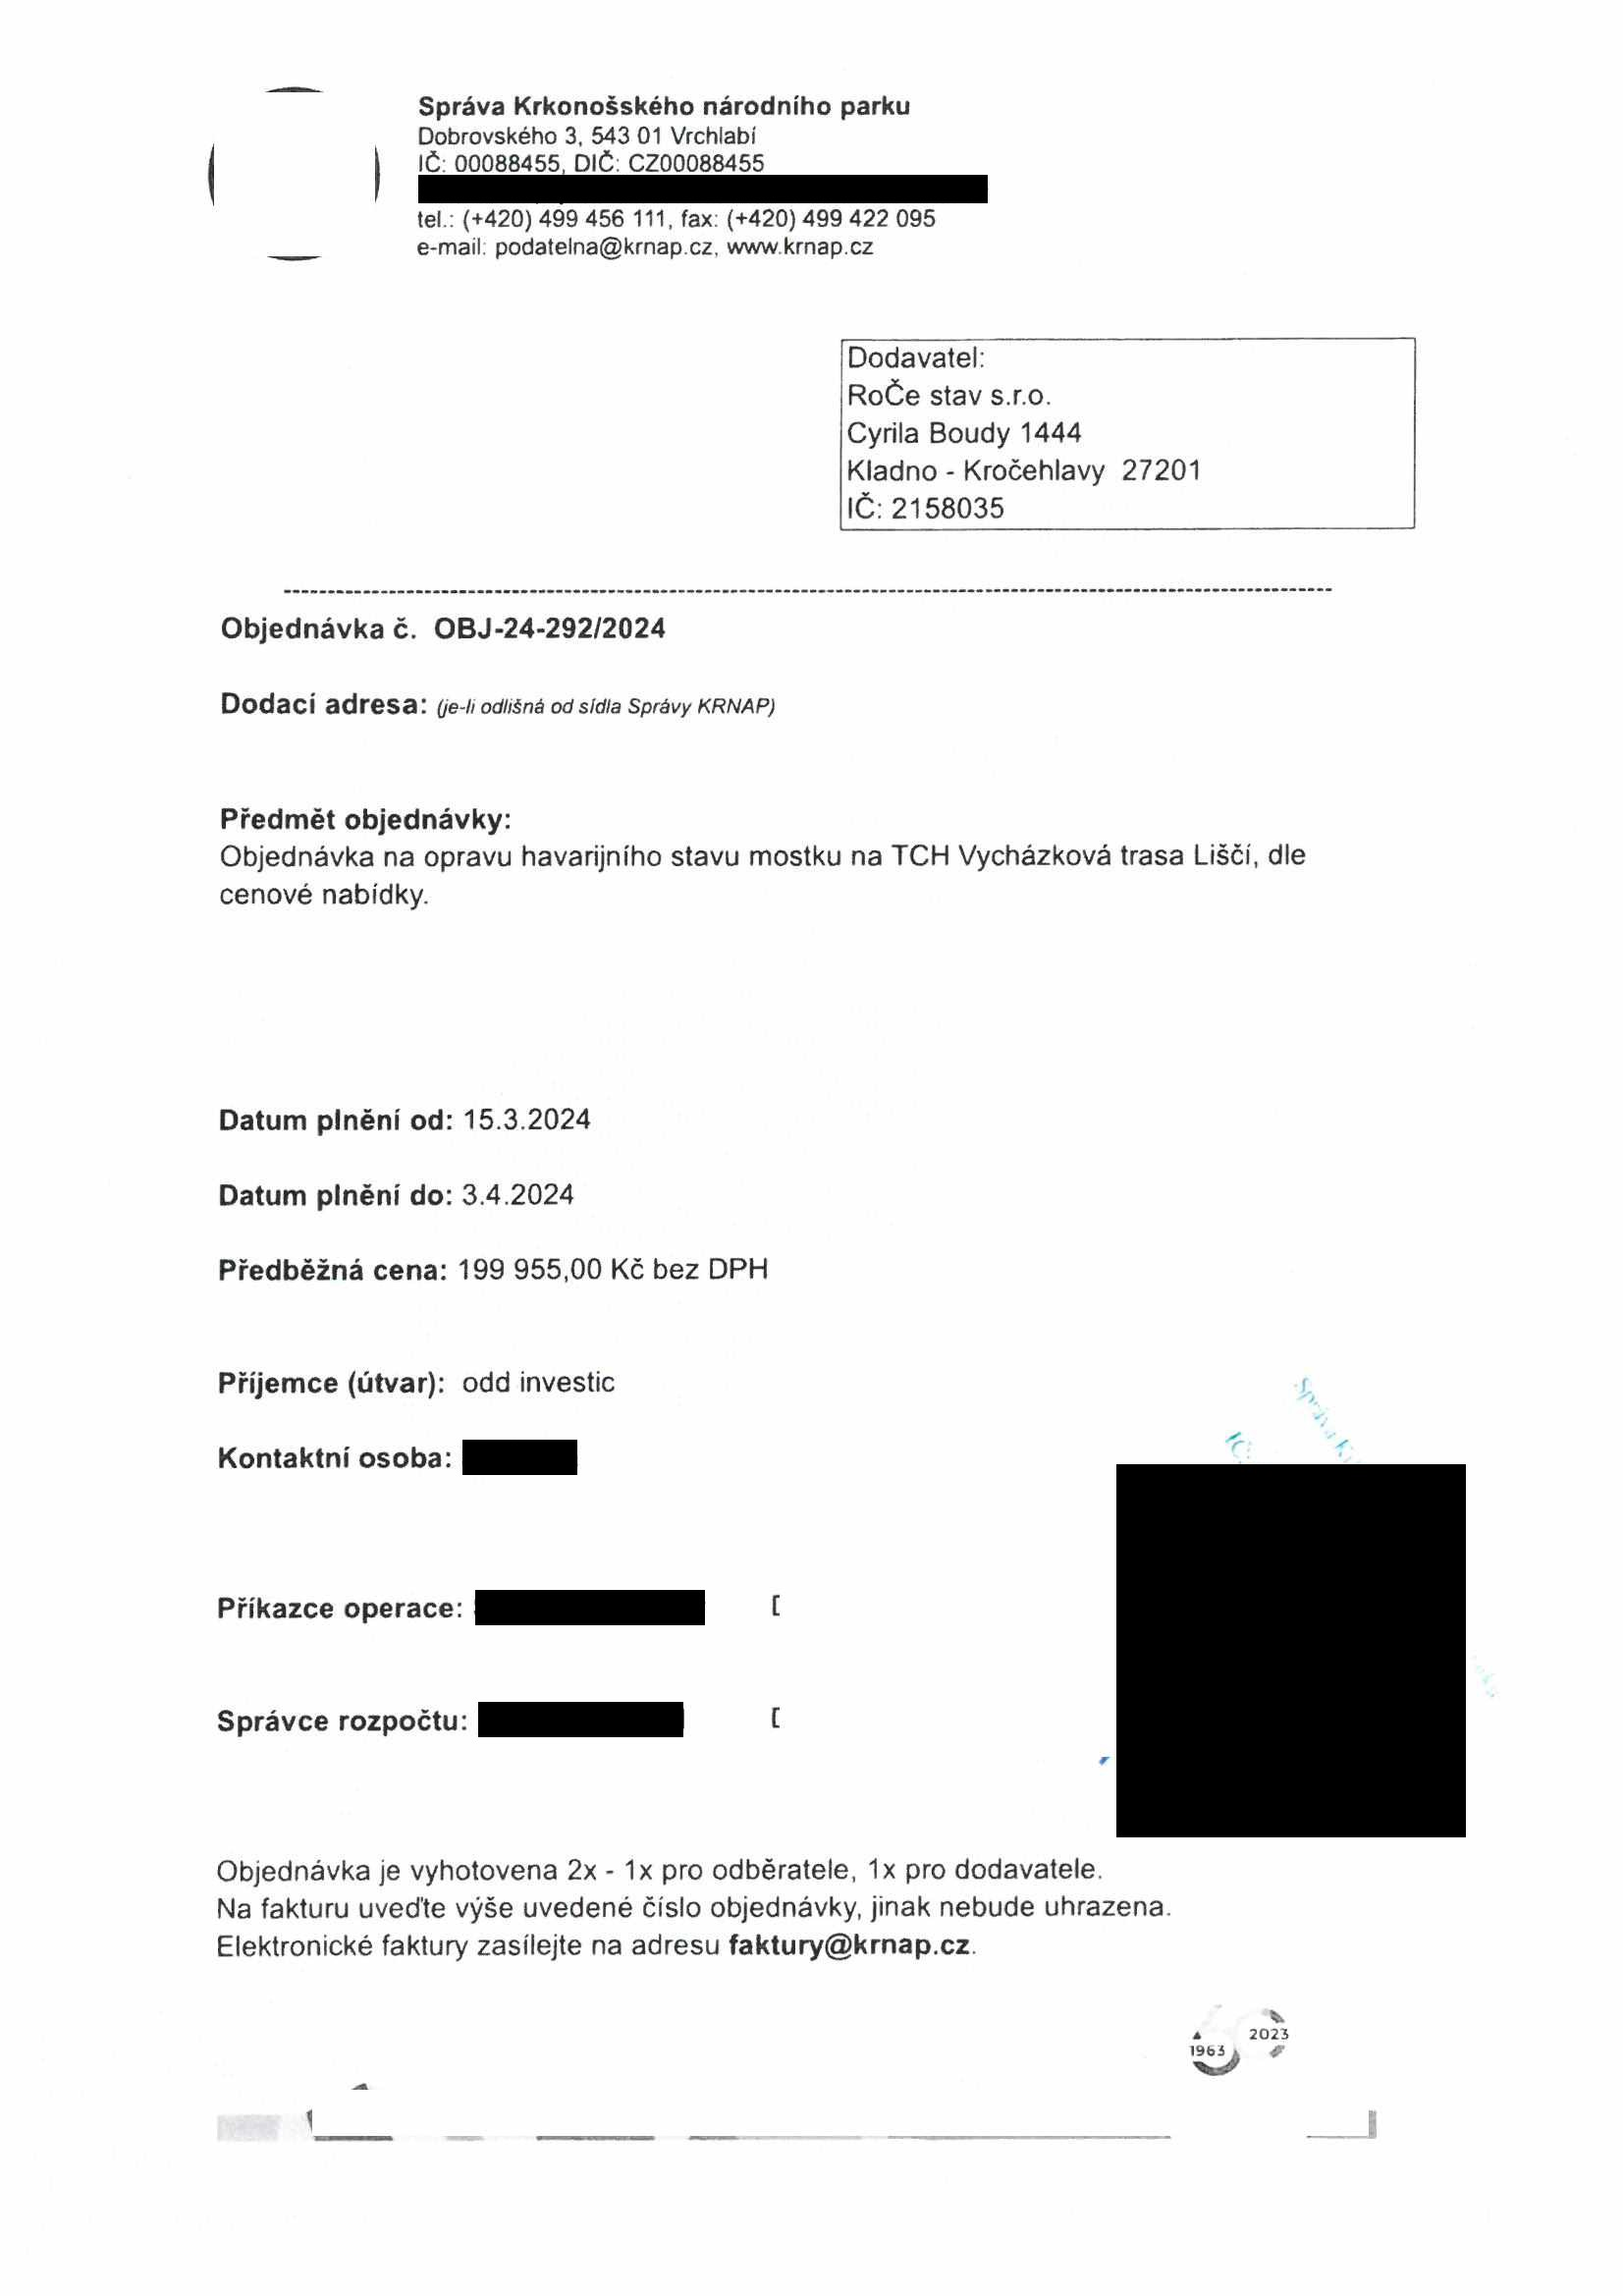 Správa Krkonošského národního parku
Dobrovského 3, 543 01 Vrchlabí
IČ: 00088455, DIČ: CZ00088455
tel.: (+420) 499 456 111, fax: (+420) 499 422 095
e-mail: podatelna@krnap.cz, www.krnap.cz
Dodavatel:
RoČe stav s.r.o.
Cyrila Boudy 1444
Kladno - Kročehlavy 27201
IČ: 2158035
Objednávka č. OBJ-24-292/2024
Dodací adresa: (je-li odlišná od sídla Správy KRNAP)
Předmět objednávky:
Objednávka na opravu havarijního stavu mostku na TCH Vycházková trasa Liščí, dle
cenové nabídky.
Datum plnění od: 15.3.2024
Datum plnění do: 3.4.2024
Předběžná cena: 199 955,00 Kč bez DPH
Příjemce (útvar): odd investic
Kontaktní osoba:
Příkazce operace: [
Správce rozpočtu: [
Správa K
IČ:
Objednávka je vyhotovena 2x - 1x pro odběratele, 1x pro dodavatele.
Na fakturu uveďte výše uvedené číslo objednávky, jinak nebude uhrazena.
Elektronické faktury zasílejte na adresu faktury@krnap.cz.
1963 2023